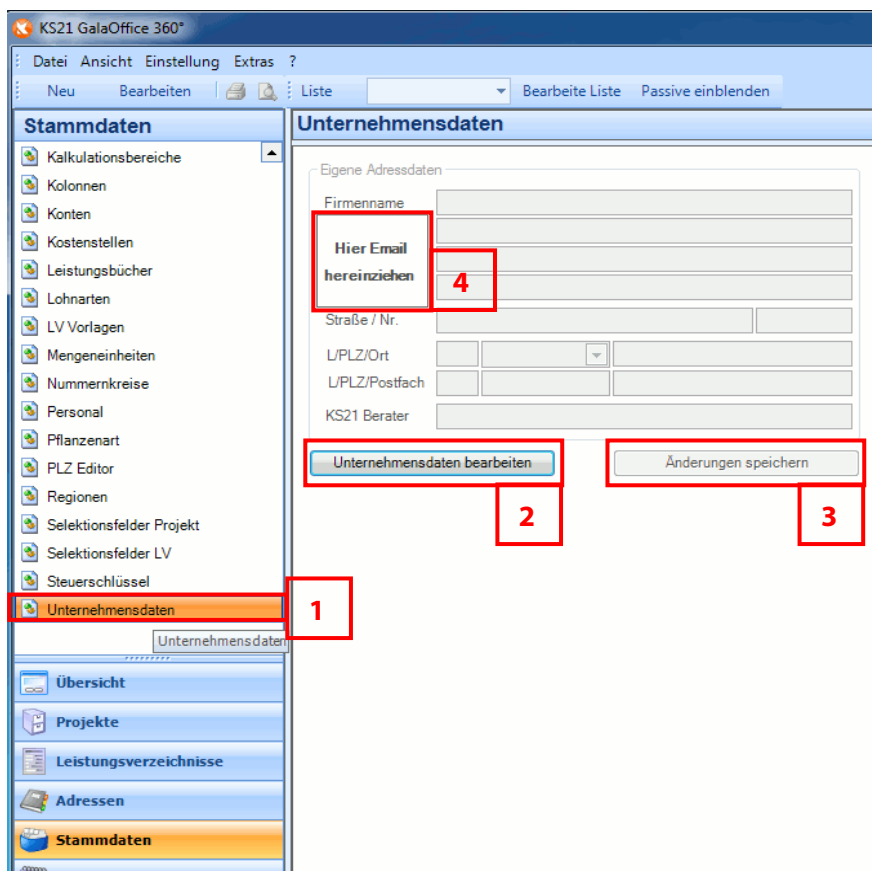 KS21 GalaOffice 360°
Datei Ansicht Einstellung Extras ?
Neu Bearbeiten Liste Bearbeite Liste Passive einblenden
Stammdaten
Kalkulationsbereiche
Kolonnen
Konten
Kostenstellen
Leistungsbücher
Lohnarten
LV Vorlagen
Mengeneinheiten
Nummernkreise
Personal
Pflanzenart
PLZ Editor
Regionen
Selektionsfelder Projekt
Selektionsfelder LV
Steuerschlüssel
Unternehmensdaten
1
Unternehmensdaten
Übersicht
Projekte
Leistungsverzeichnisse
Adressen
Stammdaten
Unternehmensdaten
Eigene Adressdaten
Firmenname
Hier Email
hereinziehen
4
Straße / Nr.
L/PLZ/Ort
L/PLZ/Postfach
KS21 Berater
Unternehmensdaten bearbeiten Änderungen speichern
2 3